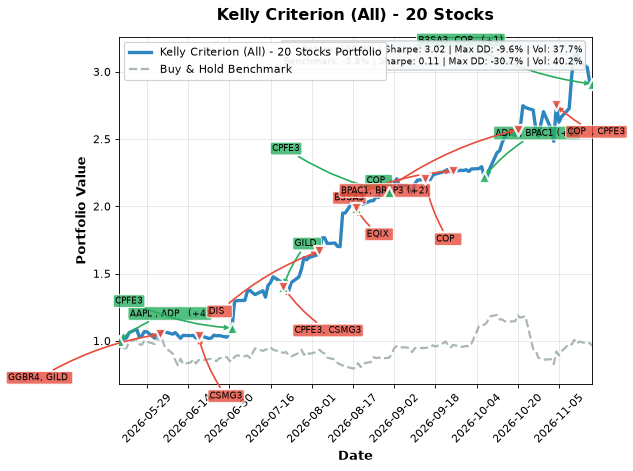 Kelly Criterion (All) - 20 Stocks
B3SA3, COP (+1)
Kelly Criterion (All) - 20 Stocks Portfolio
Buy & Hold Benchmark
Sharpe: 3.02 | Max DD: -9.6% | Vol: 37.7%
Benchmark: -3.8% | Sharpe: 0.11 | Max DD: -30.7% | Vol: 40.2%
3.0
2.5
2.0
1.5
1.0
Portfolio Value
BPAC1
COP, CPFE3
CPFE3
COP
BPAC1, BRAP3 (+2)
EQIX
COP
GILD
CPFE3
AAPL, ADP (+4
DIS
CPFE3, CSMG3
GGBR4, GILD
CSMG3
2026-05-29
2026-06-14
2026-06-30
2026-07-16
2026-08-01
2026-08-17
2026-09-02
2026-09-18
2026-10-04
2026-10-20
2026-11-05
Date